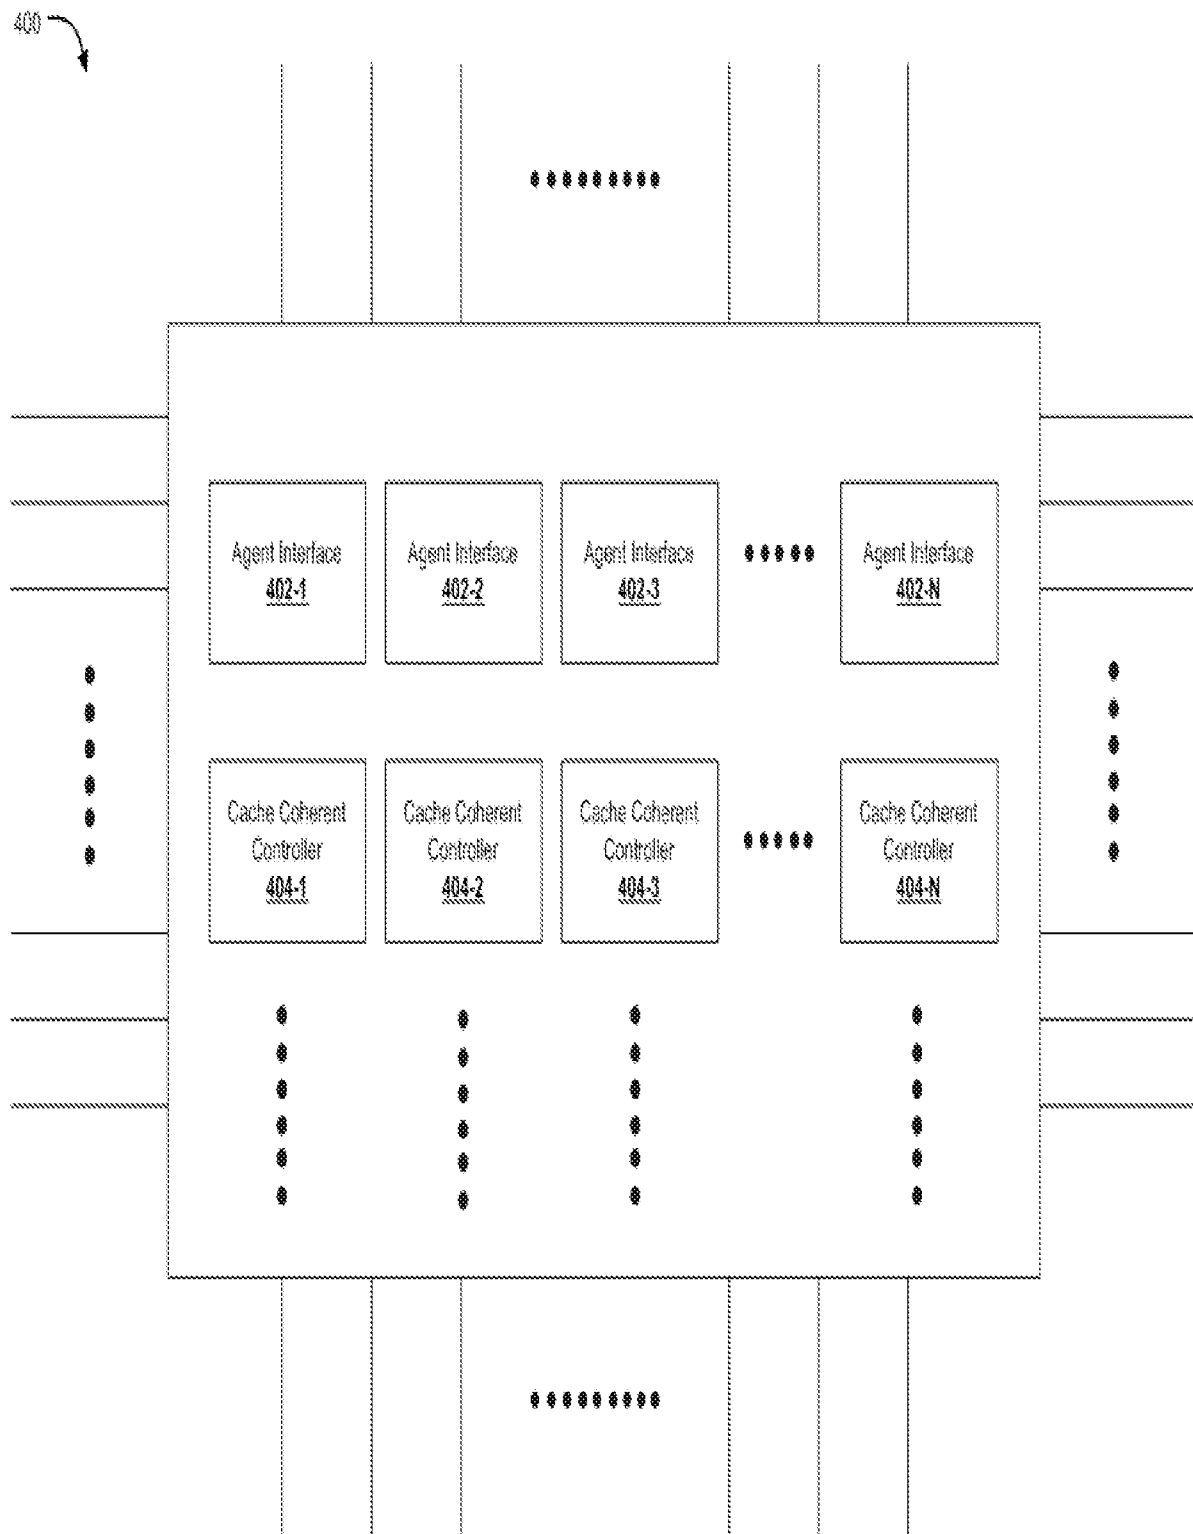 400
Agent Interface
402-1
Agent Interface
402-2
Agent Interface
402-3
Agent Interface
402-N
Cache Coherent
Controller
404-1
Cache Coherent
Controller
404-2
Cache Coherent
Controller
404-3
Cache Coherent
Controller
404-N